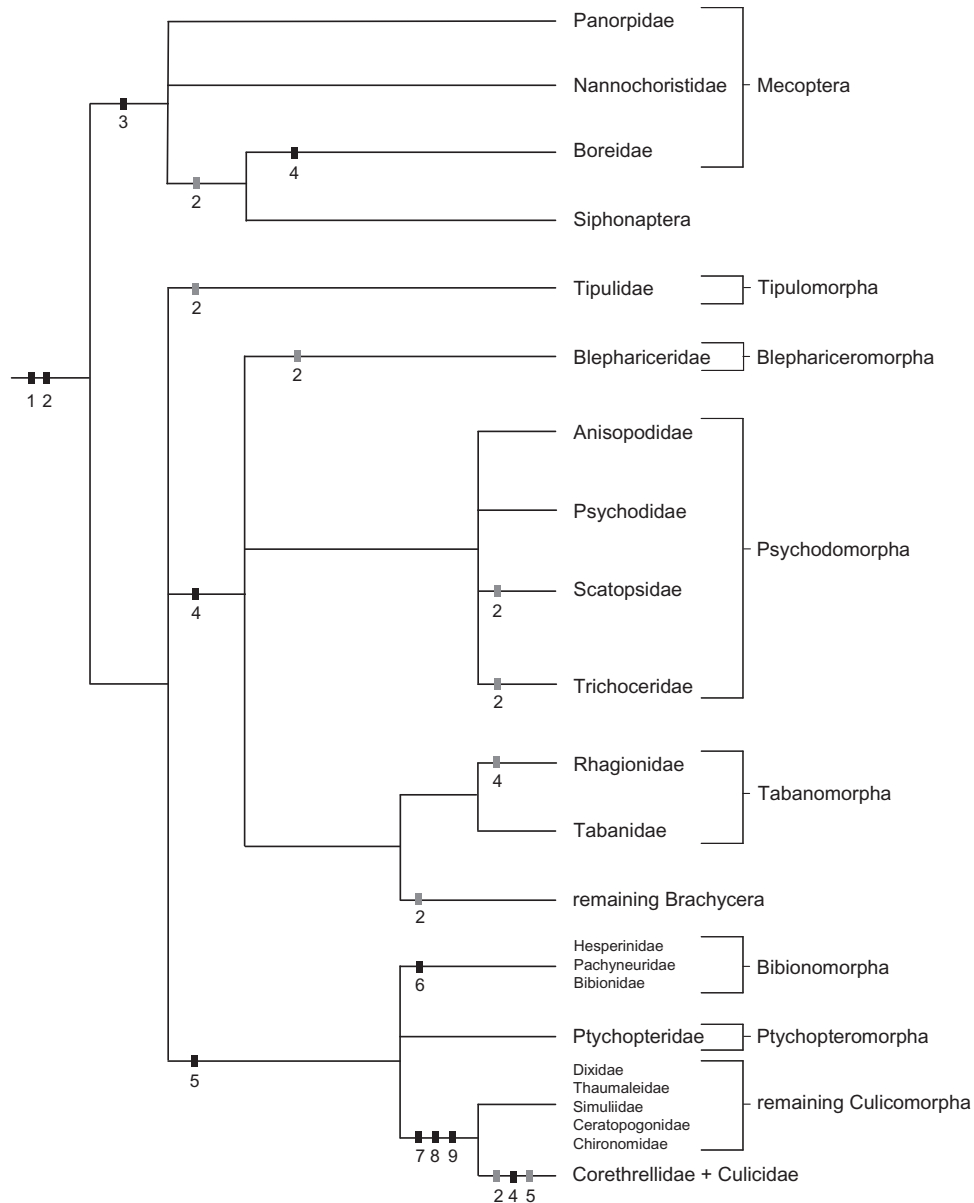 Panorpidae
Nannochoristidae
Mecoptera
3
Boreidae
4
2
Siphonaptera
Tipulidae
Tipulomorpha
2
Blephariceridae
Blephariceromorpha
2
1 2
Anisopodidae
Psychodidae
Psychodomorpha
Scatopsidae
4
2
Trichoceridae
2
Rhagionidae
4
Tabanomorpha
Tabanidae
remaining Brachycera
2
Hesperinidae
Pachyneuridae
Bibionidae
Bibionomorpha
6
Ptychopteridae
Ptychopteromorpha
5
Dixidae
Thaumaleidae
Simuliidae
Ceratopogonidae
Chironomidae
remaining Culicomorpha
7 8 9
Corethrellidae + Culicidae
2 4 5